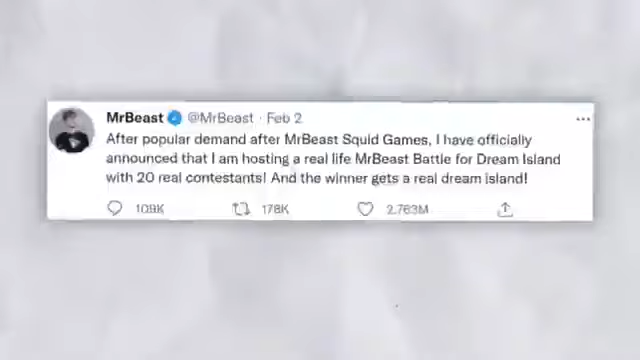 MrBeast @MrBeast · Feb 2
After popular demand after MrBeast Squid Games, I have officially
announced that I am hosting a real life MrBeast Battle for Dream Island
with 20 real contestants! And the winner gets a real dream island!
109K 178K 2.763M